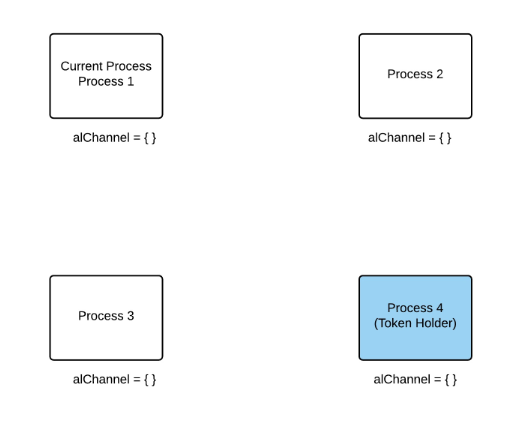 Current Process
Process 1
Process 2
alChannel = { }
alChannel = { }
Process 3
Process 4
(Token Holder)
alChannel = { }
alChannel = { }